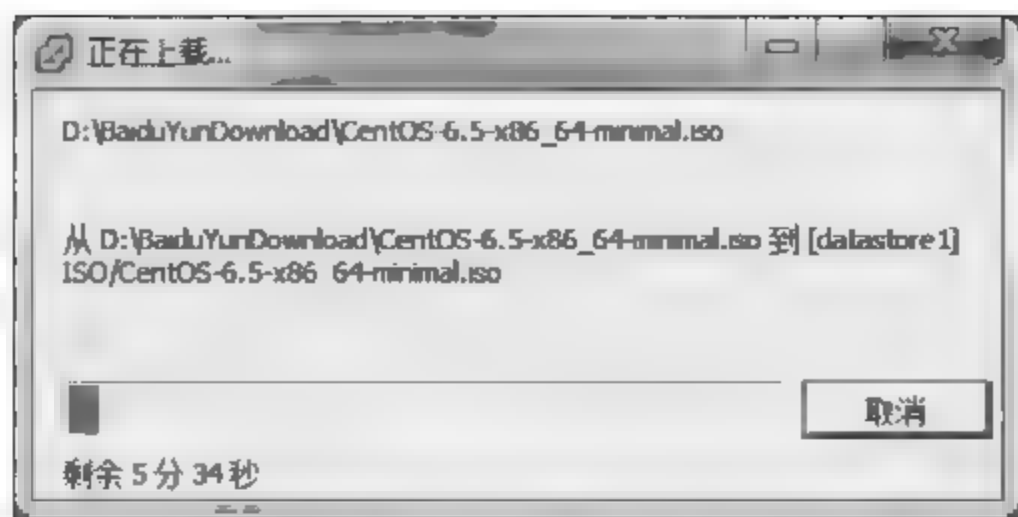 正在上载...
D:\BaiduYunDownload\CentOS-6.5-x86_64-minimal.iso
从 D:\BaiduYunDownload\CentOS-6.5-x86_64-minimal.iso 到 [datastore1]
ISO/CentOS-6.5-x86_64-minimal.iso
取消
剩余 5 分 34 秒